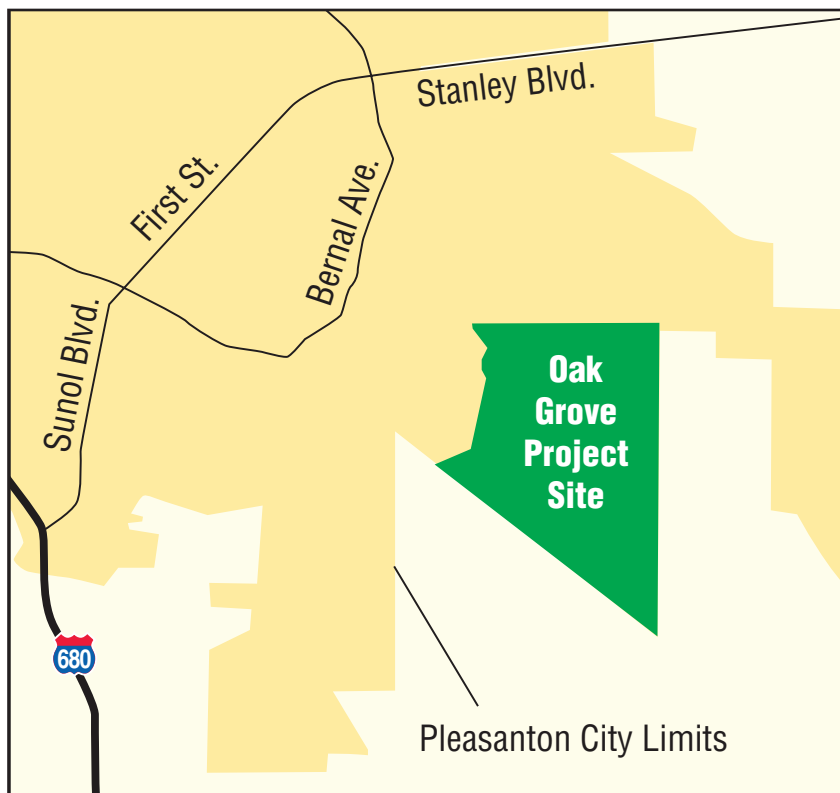 Stanley Blvd.
First St.
Bernal Ave.
Sunol Blvd.
Oak
Grove
Project
Site
680
Pleasanton City Limits